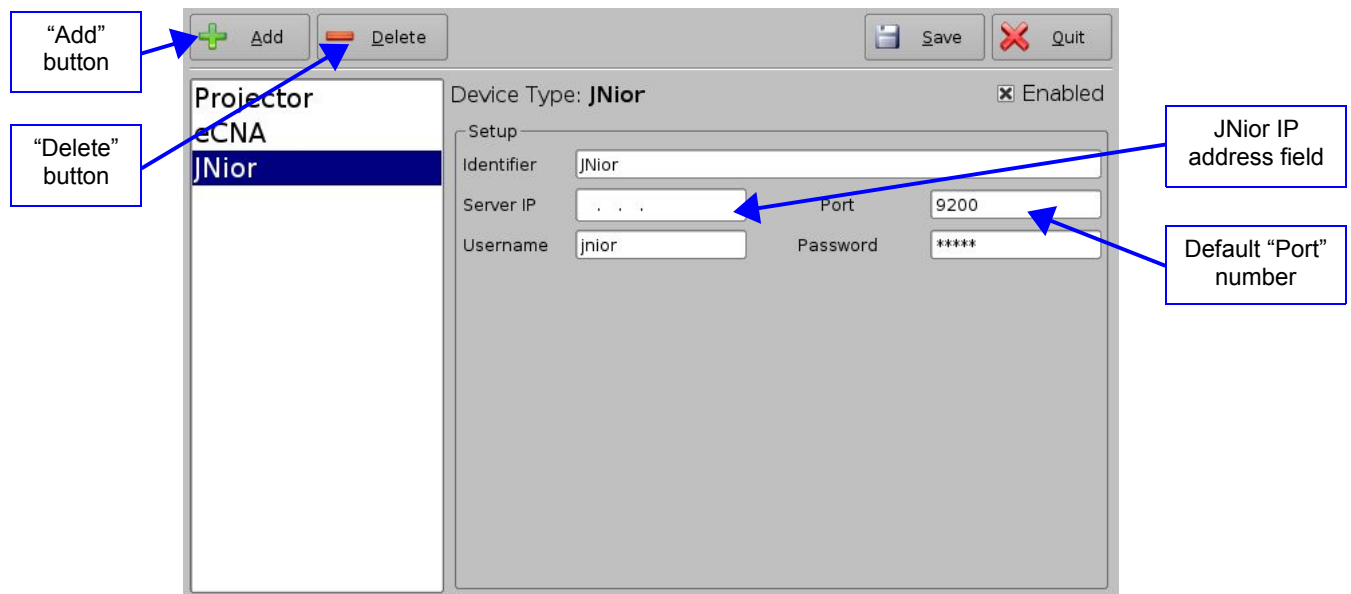 “Add”
button
Add
Delete
Save
Quit
“Delete”
button
Projector
eCNA
JNior
Device Type: JNior
Enabled
Setup
Identifier
JNior
Server IP
. . .
Port
9200
Username
jnior
Password
*****
JNior IP
address field
Default “Port”
number